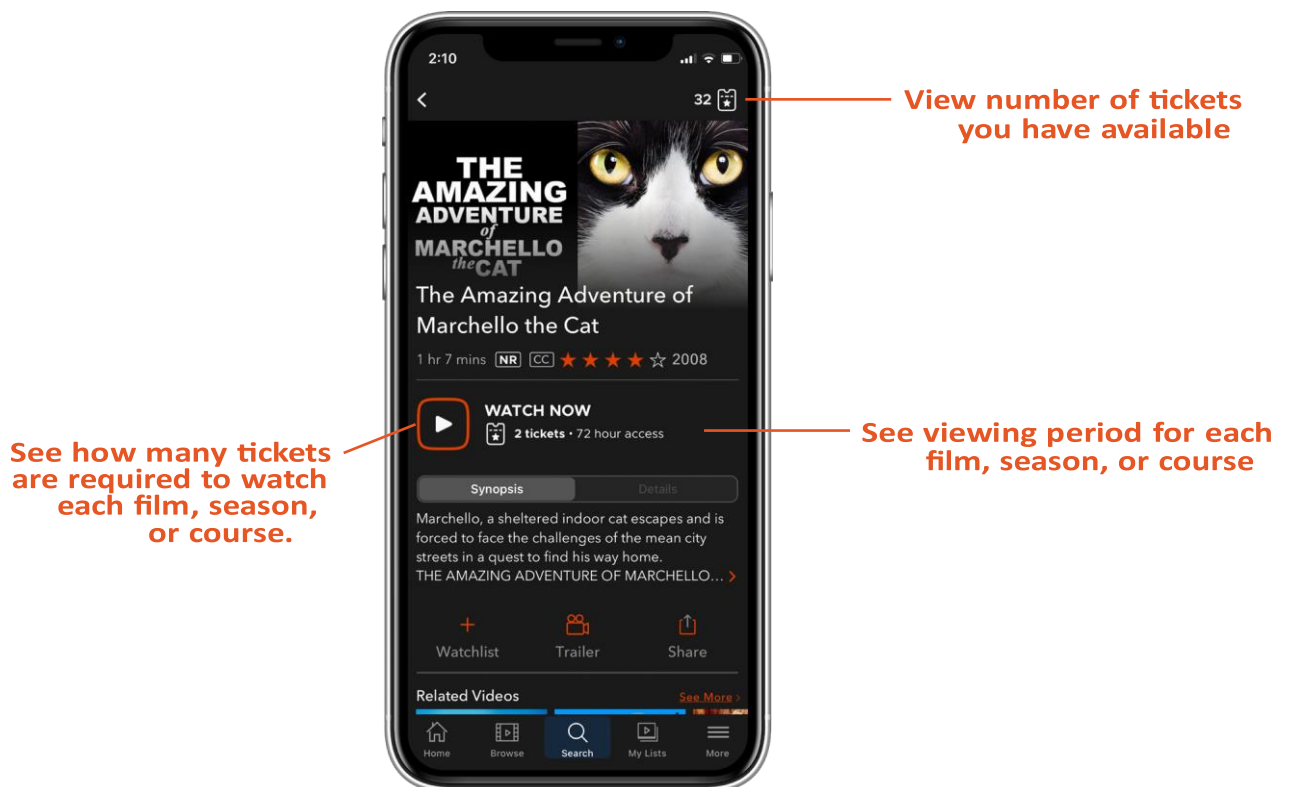 2:10
32
View number of tickets
you have available
THE
AMAZING
ADVENTURE
of
MARCHELLO
the CAT
The Amazing Adventure of
Marchello the Cat
1 hr 7 mins NR CC 2008
WATCH NOW
2 tickets • 72 hour access
See viewing period for each
film, season, or course
See how many tickets
are required to watch
each film, season,
or course.
Synopsis Details
Marchello, a sheltered indoor cat escapes and is
forced to face the challenges of the mean city
streets in a quest to find his way home.
THE AMAZING ADVENTURE OF MARCHELLO...
Watchlist Trailer Share
Related Videos See More
Home Browse Search My Lists More